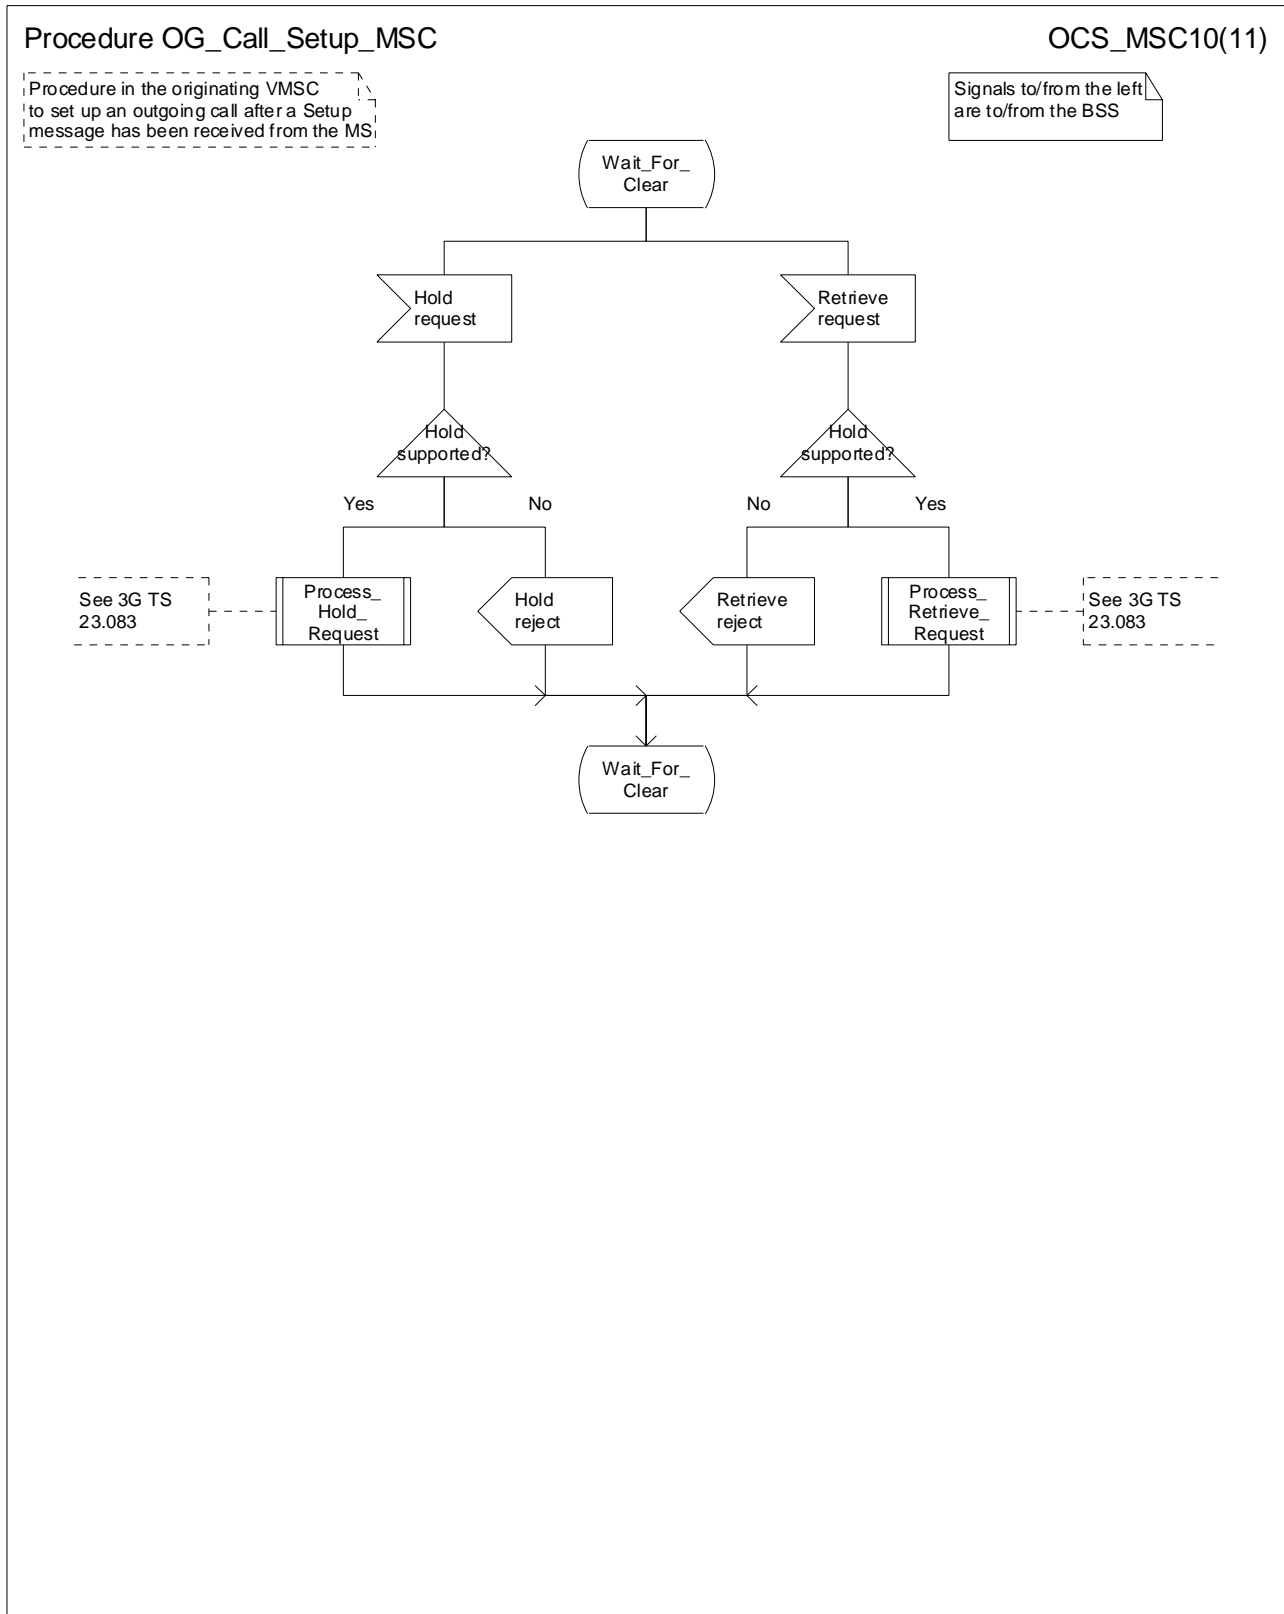 Procedure OG_Call_Setup_MSC
OCS_MSC10(11)
Procedure in the originating VMSC
to set up an outgoing call after a Setup
message has been received from the MS
Signals to/from the left
are to/from the BSS
Wait_For_
Clear
Hold
request
Retrieve
request
Hold
supported?
Hold
supported?
Yes
No
No
Yes
See 3G TS
23.083
Process_
Hold_
Request
Hold
reject
Retrieve
reject
Process_
Retrieve_
Request
See 3G TS
23.083
Wait_For_
Clear